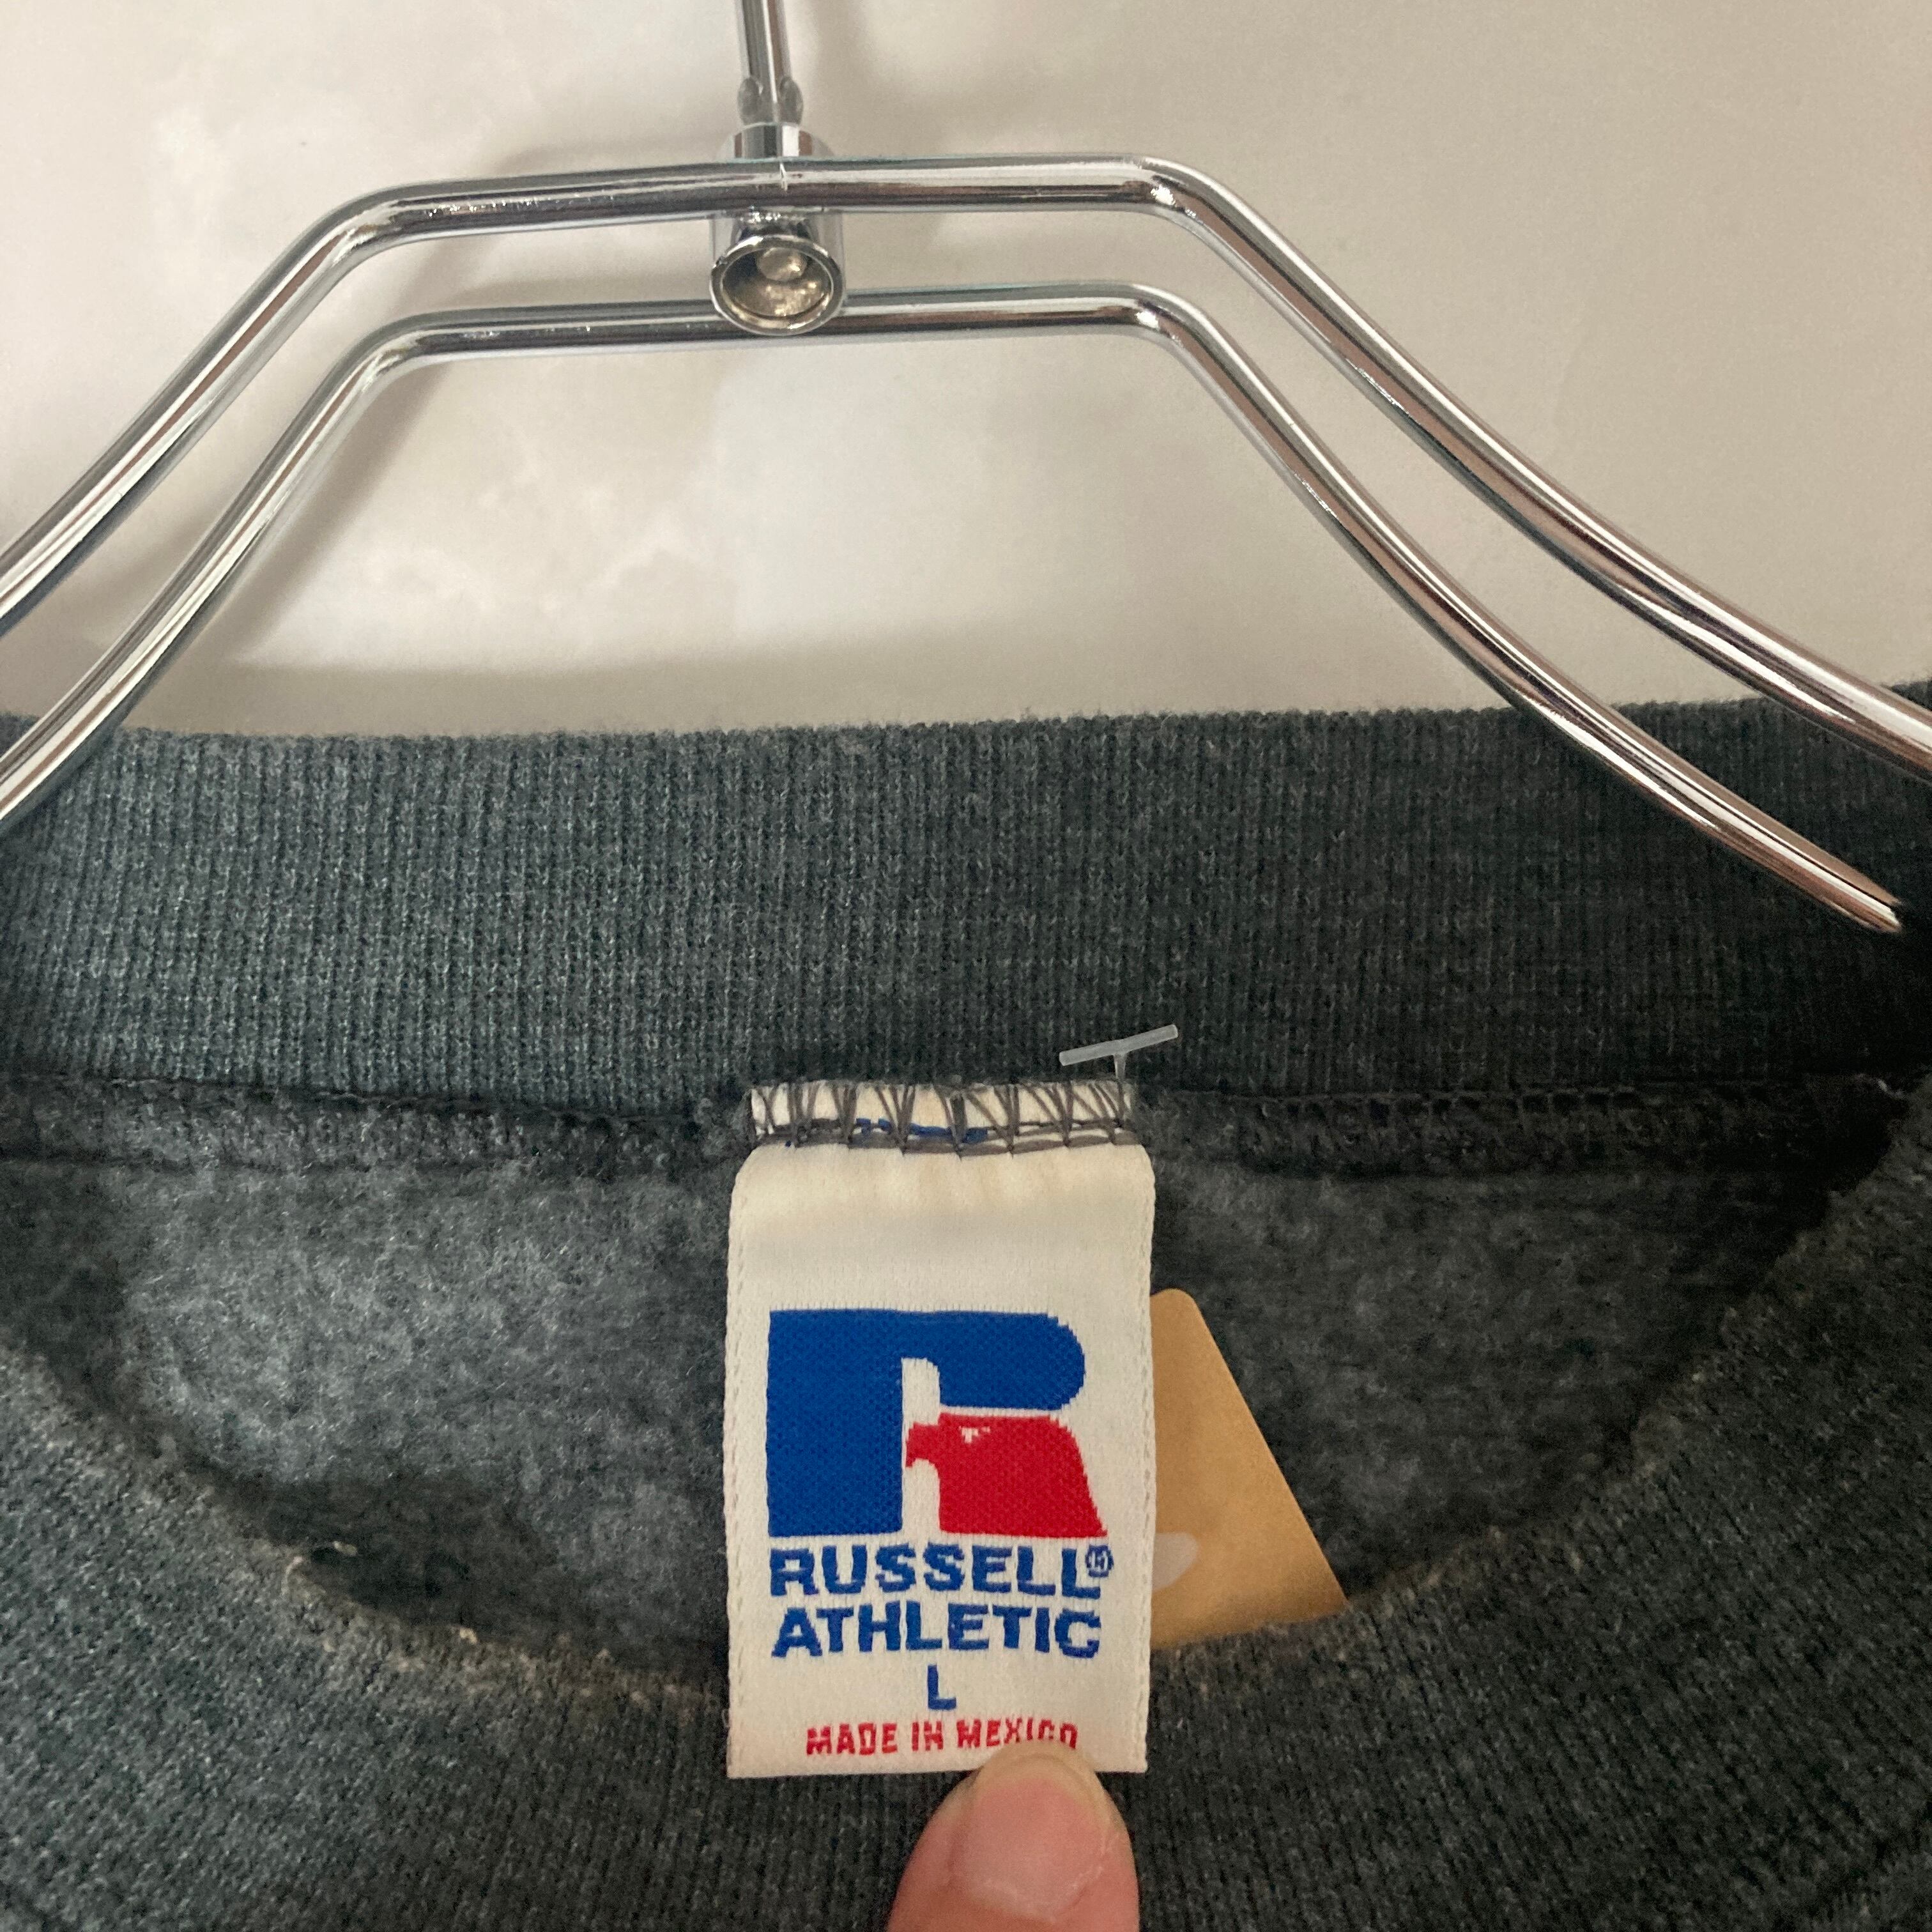 RUSSELL®
ATHLETIC
L
MADE IN MEXICO